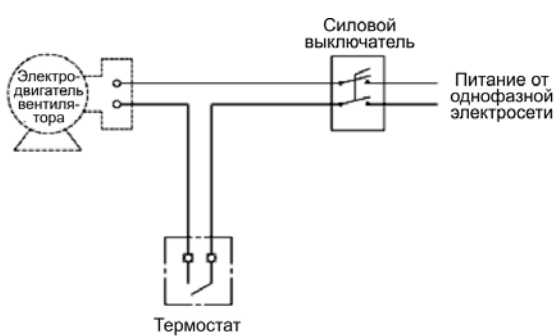 Силовой
выключатель
Электро-
двигатель
вентиля-
тора
Питание от
однофазной
электросети
Термостат